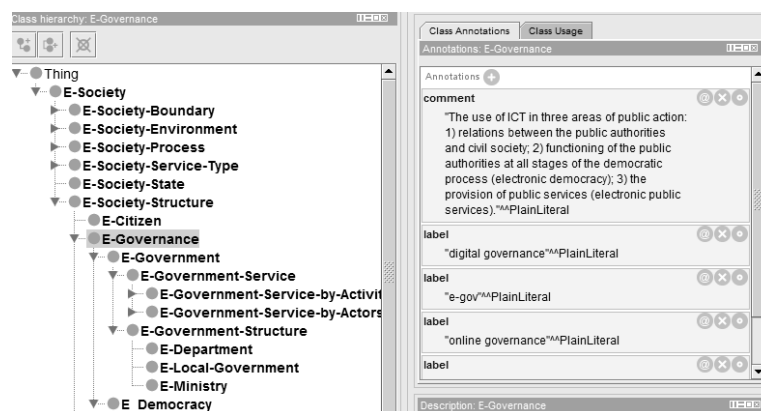 Class hierarchy: E-Governance
Thing
E-Society
E-Society-Boundary
E-Society-Environment
E-Society-Process
E-Society-Service-Type
E-Society-State
E-Society-Structure
E-Citizen
E-Governance
E-Government
E-Government-Service
E-Government-Service-by-Activit
E-Government-Service-by-Actors
E-Government-Structure
E-Department
E-Local-Government
E-Ministry
E_Democracy
Class Annotations
Class Usage
Annotations: E-Governance
Annotations
comment
"The use of ICT in three areas of public action:
1) relations between the public authorities
and civil society; 2) functioning of the public
authorities at all stages of the democratic
process (electronic democracy); 3) the
provision of public services (electronic public
services)."^^PlainLiteral
label
"digital governance"^^PlainLiteral
label
"e-gov"^^PlainLiteral
label
"online governance"^^PlainLiteral
label
Description: E-Governance